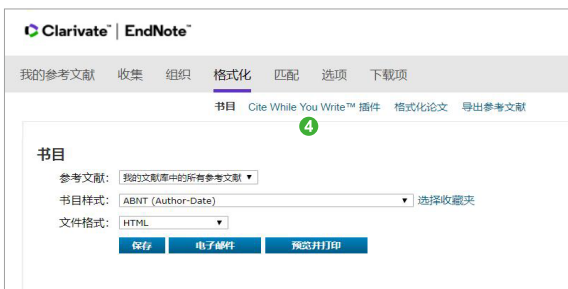 Clarivate™ | EndNote™
我的参考文献 收集 组织 格式化 匹配 选项 下载项
书目 Cite While You Write™ 插件 格式化论文 导出参考文献
4
书目
参考文献: 我的文献库中的所有参考文献
书目样式: ABNT (Author-Date) 选择收藏夹
文件格式: HTML
保存 电子邮件 预览并打印